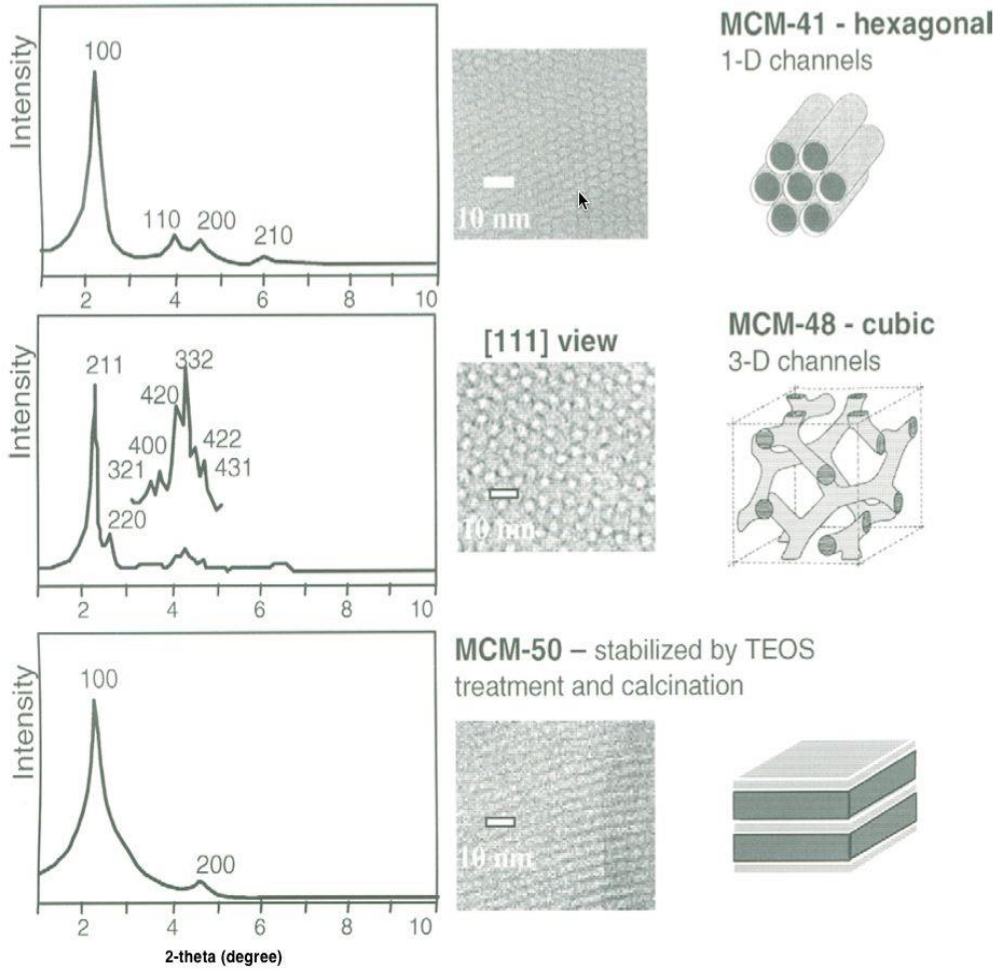 Intensity
100
110
200
210
2
4
6
8
10
10 nm
MCM-41 - hexagonal
1-D channels
Intensity
211
220
321
400
420
332
422
431
2
4
6
8
10
[111] view
10 nm
MCM-48 - cubic
3-D channels
Intensity
100
200
2
4
6
8
10
2-theta (degree)
MCM-50 – stabilized by TEOS
treatment and calcination
10 nm